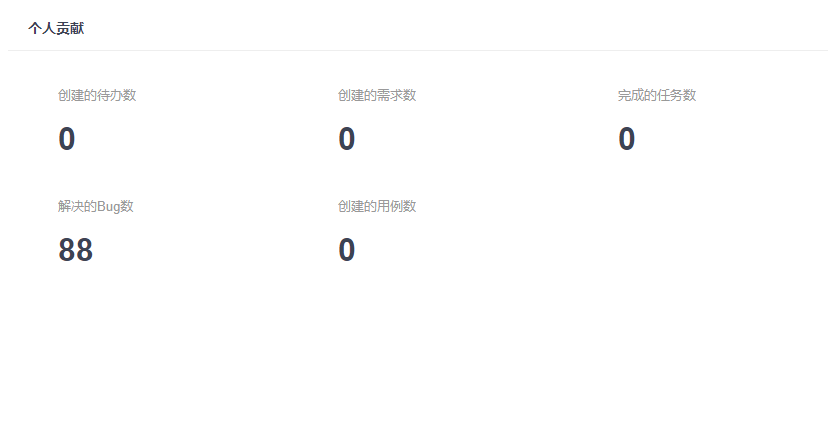 个人贡献
创建的待办数
创建的需求数
完成的任务数
0
0
0
解决的Bug数
创建的用例数
88
0